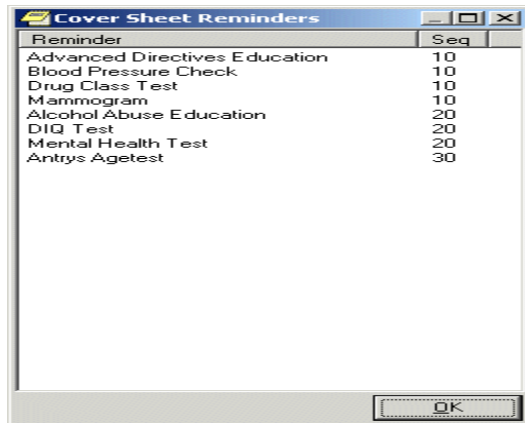 Cover Sheet Reminders
Reminder Seq
Advanced Directives Education 10
Blood Pressure Check 10
Drug Class Test 10
Mammogram 10
Alcohol Abuse Education 20
DIQ Test 20
Mental Health Test 20
Antrys Agetest 30
OK